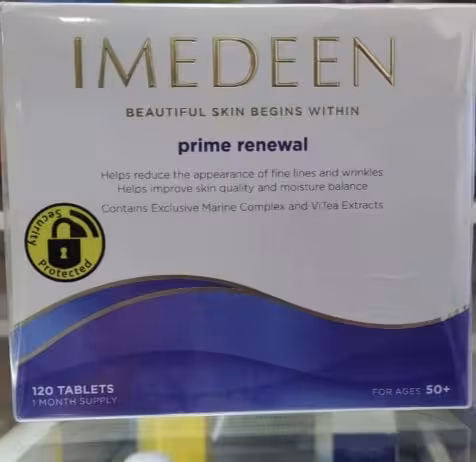 IMEDEEN
BEAUTIFUL SKIN BEGINS WITHIN
prime renewal
Helps reduce the appearance of fine lines and wrinkles
Helps improve skin quality and moisture balance
Contains Exclusive Marine Complex and ViTea Extracts
Security
Protected
120 TABLETS
1 MONTH SUPPLY
FOR AGES 50+